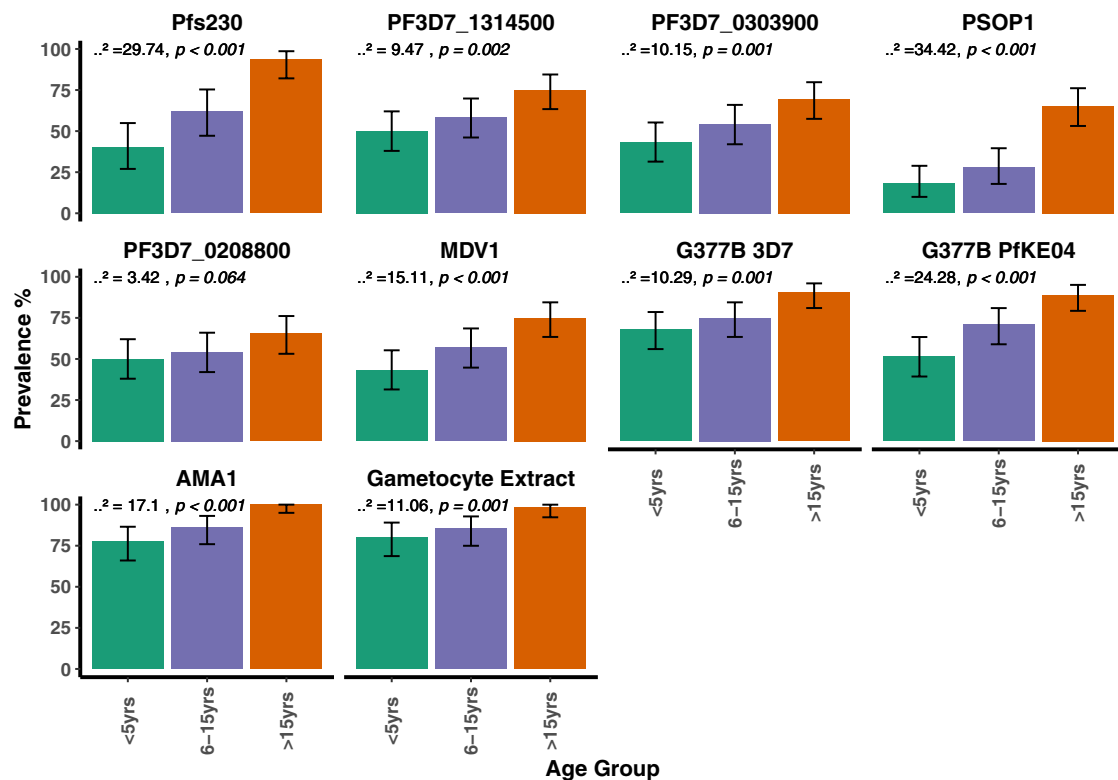 Pfs230
PF3D7_1314500
PF3D7_0303900
PSOP1
..² =29.74, p < 0.001
..² = 9.47 , p = 0.002
..² =10.15, p = 0.001
..² =34.42, p < 0.001
100
75
50
25
0
PF3D7_0208800
MDV1
G377B 3D7
G377B PfKE04
..² = 3.42 , p = 0.064
..² =15.11, p < 0.001
..² =10.29, p = 0.001
..² =24.28, p < 0.001
100
75
50
25
0
Prevalence %
AMA1
Gametocyte Extract
..² = 17.1 , p < 0.001
..² =11.06, p = 0.001
100
75
50
25
0
<5yrs
6–15yrs
>15yrs
<5yrs
6–15yrs
>15yrs
<5yrs
6–15yrs
>15yrs
<5yrs
6–15yrs
>15yrs
Age Group